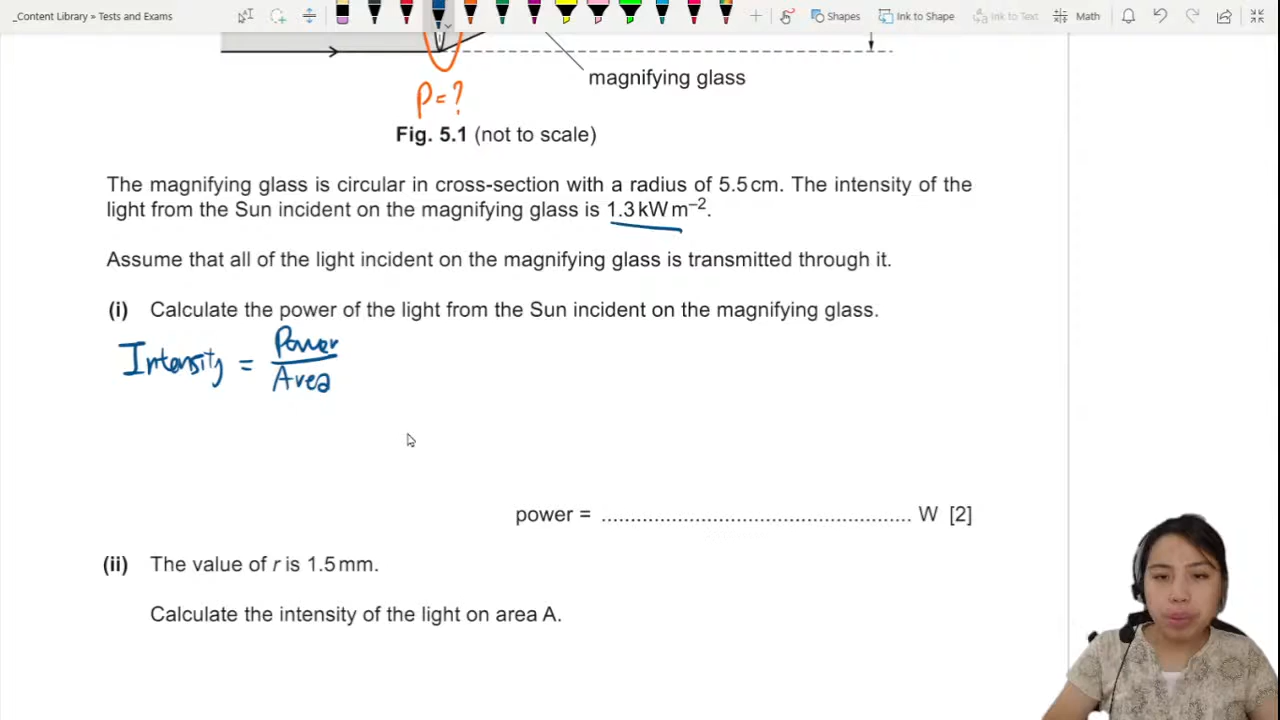 _Content Library » Tests and Exams
Shapes
Ink to Shape
Ink to Text
Math
magnifying glass
P = ?
Fig. 5.1 (not to scale)
The magnifying glass is circular in cross-section with a radius of 5.5 cm. The intensity of the
light from the Sun incident on the magnifying glass is 1.3 kW m⁻².
Assume that all of the light incident on the magnifying glass is transmitted through it.
(i) Calculate the power of the light from the Sun incident on the magnifying glass.
Intensity = Power
Area
power = .................................................... W [2]
(ii) The value of r is 1.5 mm.
Calculate the intensity of the light on area A.